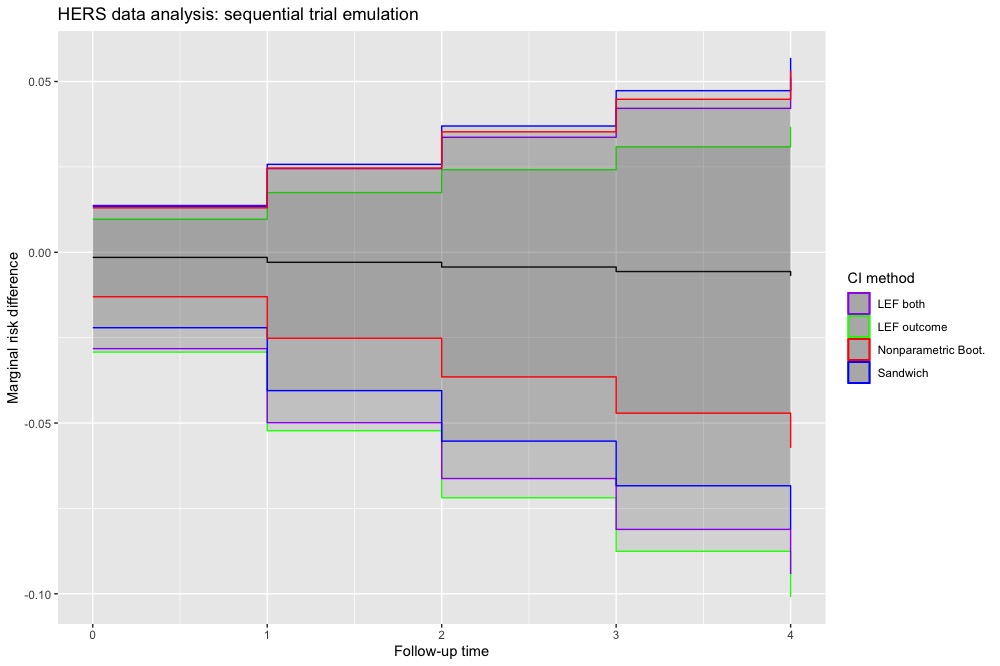 HERS data analysis: sequential trial emulation
0.05
0.00
-0.05
-0.10
Marginal risk difference
0 1 2 3 4
Follow-up time
CI method
LEF both
LEF outcome
Nonparametric Boot.
Sandwich